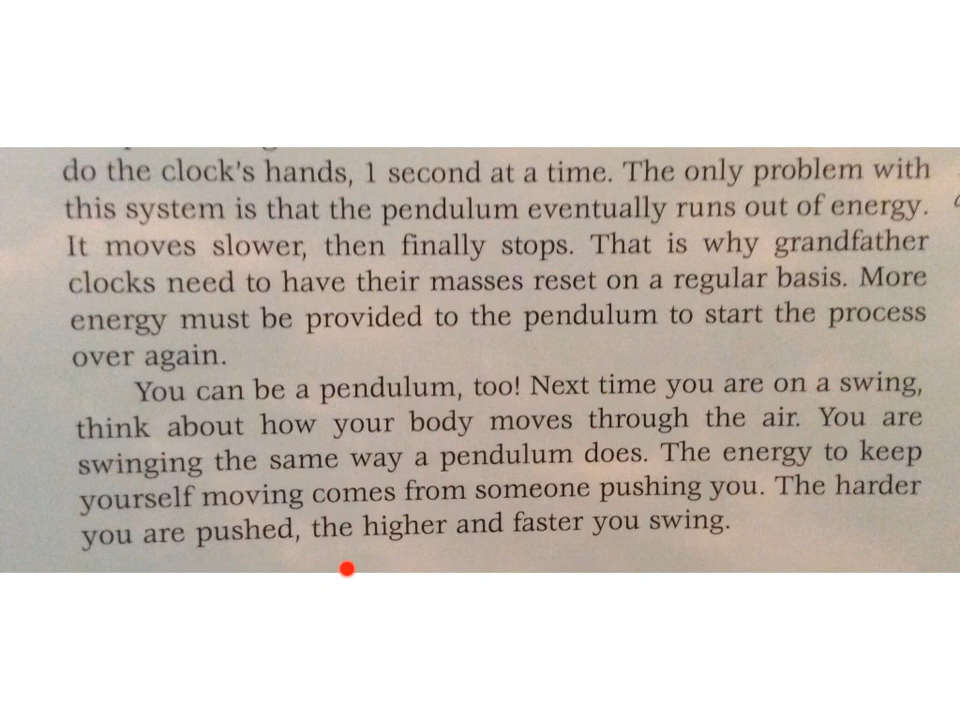 do the clock's hands, 1 second at a time. The only problem with
this system is that the pendulum eventually runs out of energy.
It moves slower, then finally stops. That is why grandfather
clocks need to have their masses reset on a regular basis. More
energy must be provided to the pendulum to start the process
over again.
You can be a pendulum, too! Next time you are on a swing,
think about how your body moves through the air. You are
swinging the same way a pendulum does. The energy to keep
yourself moving comes from someone pushing you. The harder
you are pushed, the higher and faster you swing.